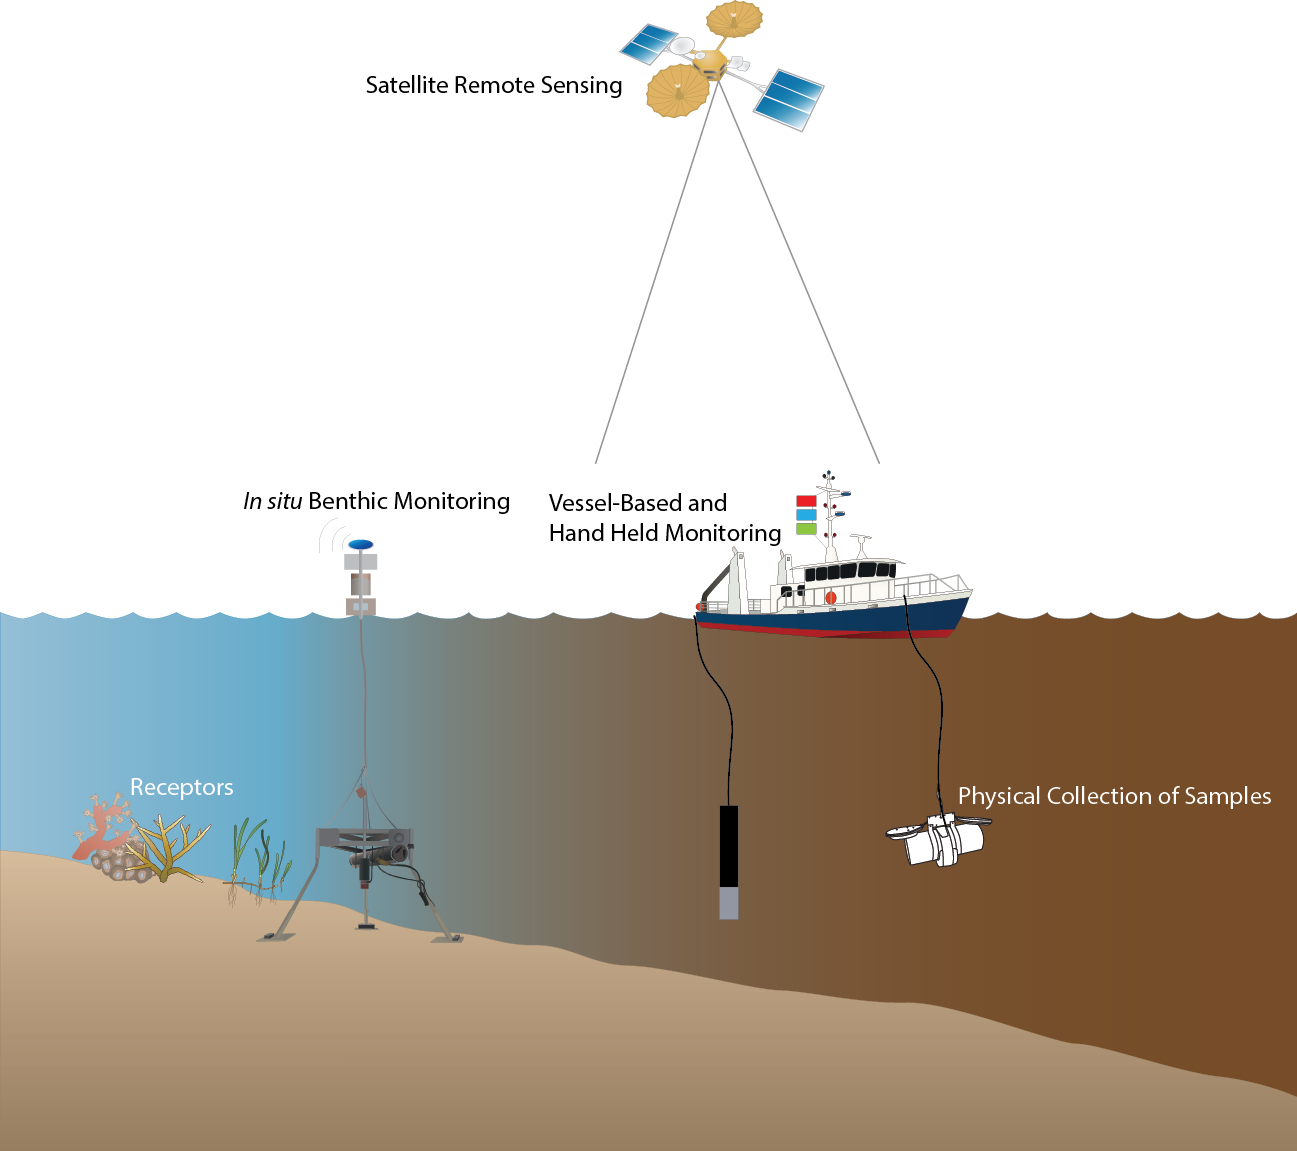 Satellite Remote Sensing
In situ Benthic Monitoring
Vessel-Based and
Hand Held Monitoring
Receptors
Physical Collection of Samples